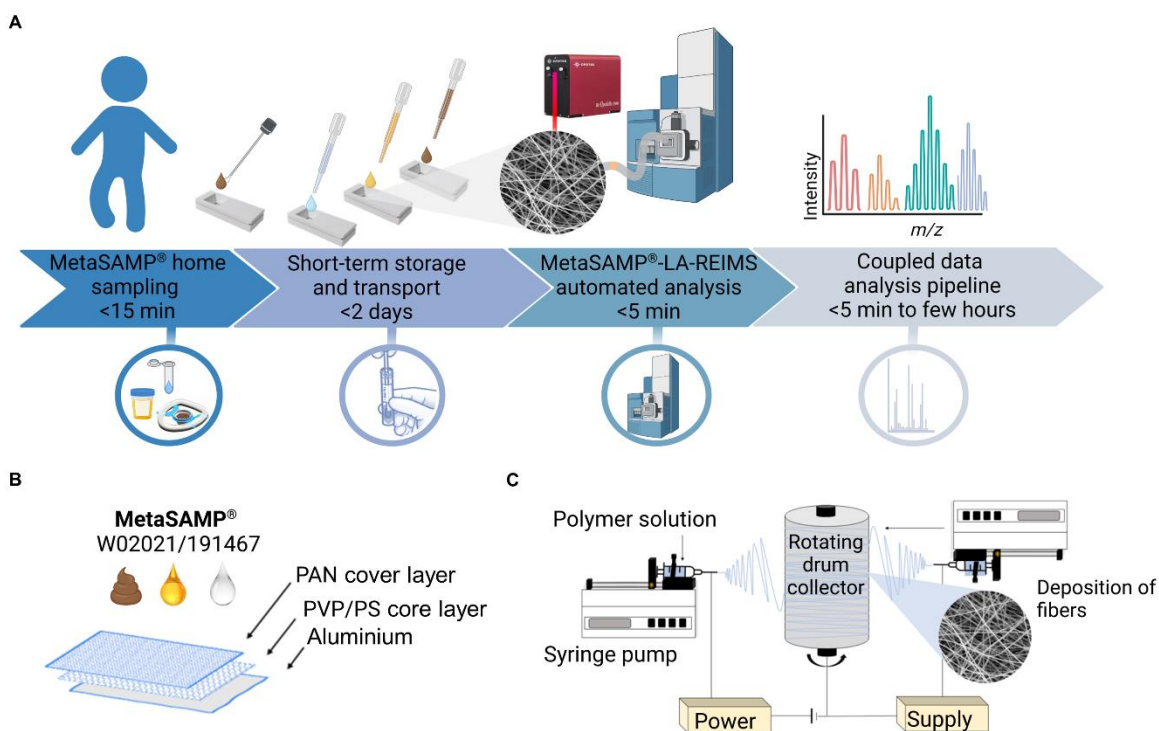 A
Intensity
m/z
MetaSAMP® home
sampling
<15 min
Short-term storage
and transport
<2 days
MetaSAMP®-LA-REIMS
automated analysis
<5 min
Coupled data
analysis pipeline
<5 min to few hours
B
MetaSAMP®
W02021/191467
PAN cover layer
PVP/PS core layer
Aluminium
C
Polymer solution
Rotating
drum
collector
Deposition of
fibers
Syringe pump
Power
Supply